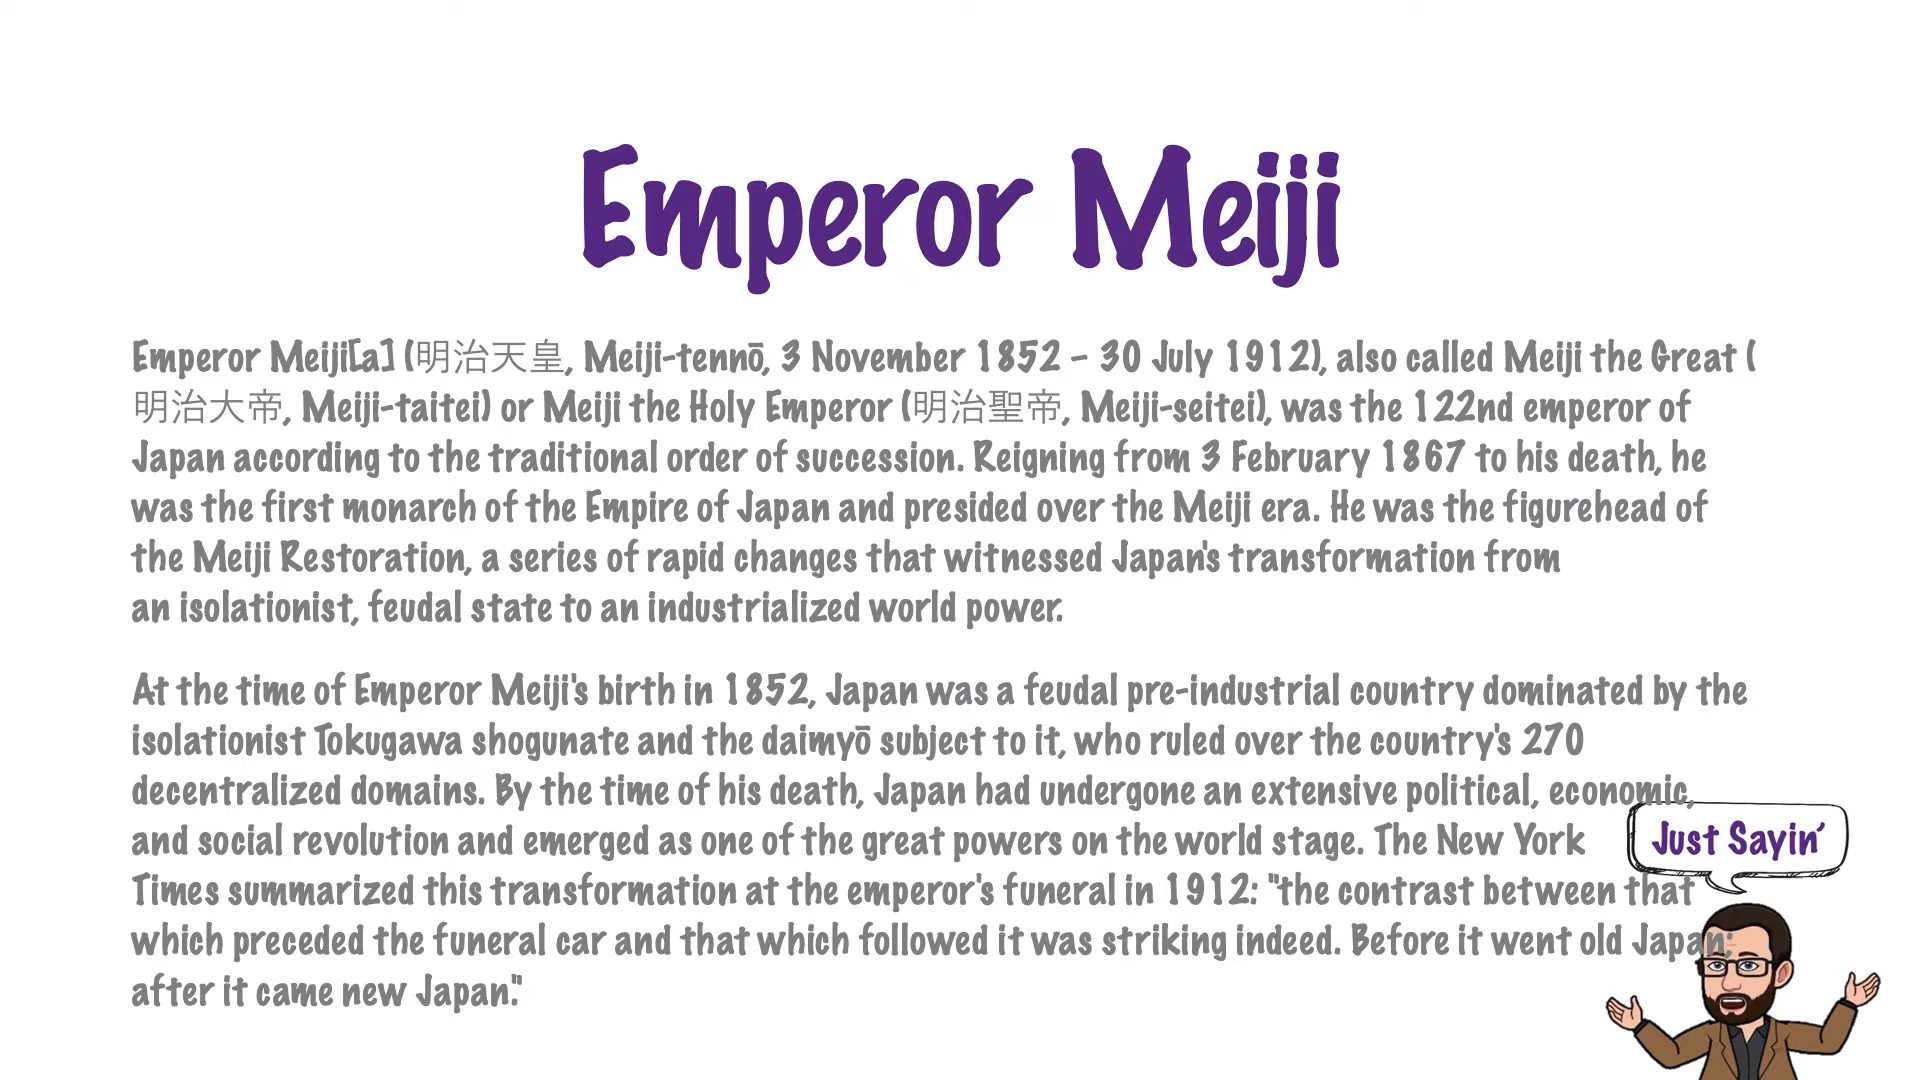 Emperor Meiji
Emperor Meiji[a] (明治天皇, Meiji-tennō, 3 November 1852 – 30 July 1912), also called Meiji the Great (
明治大帝, Meiji-taitei) or Meiji the Holy Emperor (明治聖帝, Meiji-seitei), was the 122nd emperor of
Japan according to the traditional order of succession. Reigning from 3 February 1867 to his death, he
was the first monarch of the Empire of Japan and presided over the Meiji era. He was the figurehead of
the Meiji Restoration, a series of rapid changes that witnessed Japan's transformation from
an isolationist, feudal state to an industrialized world power.
At the time of Emperor Meiji's birth in 1852, Japan was a feudal pre-industrial country dominated by the
isolationist Tokugawa shogunate and the daimyō subject to it, who ruled over the country's 270
decentralized domains. By the time of his death, Japan had undergone an extensive political, economic,
and social revolution and emerged as one of the great powers on the world stage. The New York
Times summarized this transformation at the emperor's funeral in 1912: "the contrast between that
which preceded the funeral car and that which followed it was striking indeed. Before it went old Japan;
after it came new Japan."
Just Sayin'